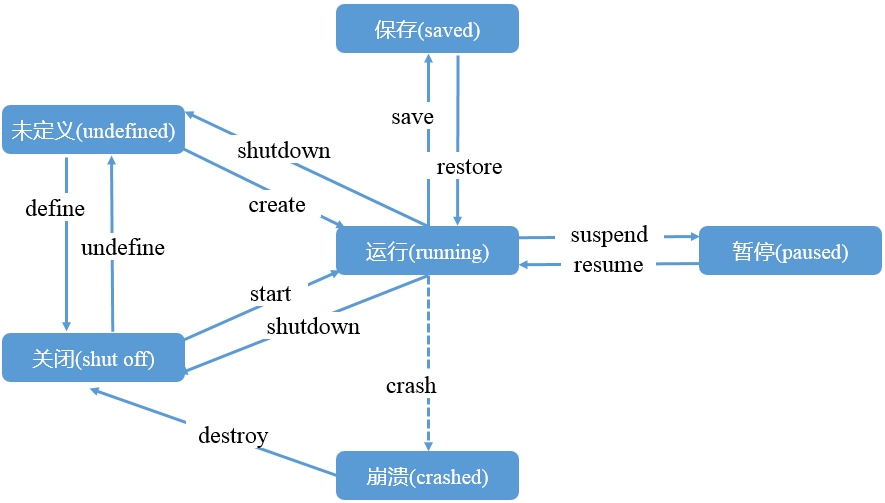 保存(saved)
save
未定义(undefined)
shutdown
restore
create
define
undefine
suspend
运行(running)
暂停(paused)
resume
start
shutdown
关闭(shut off)
crash
destroy
崩溃(crashed)